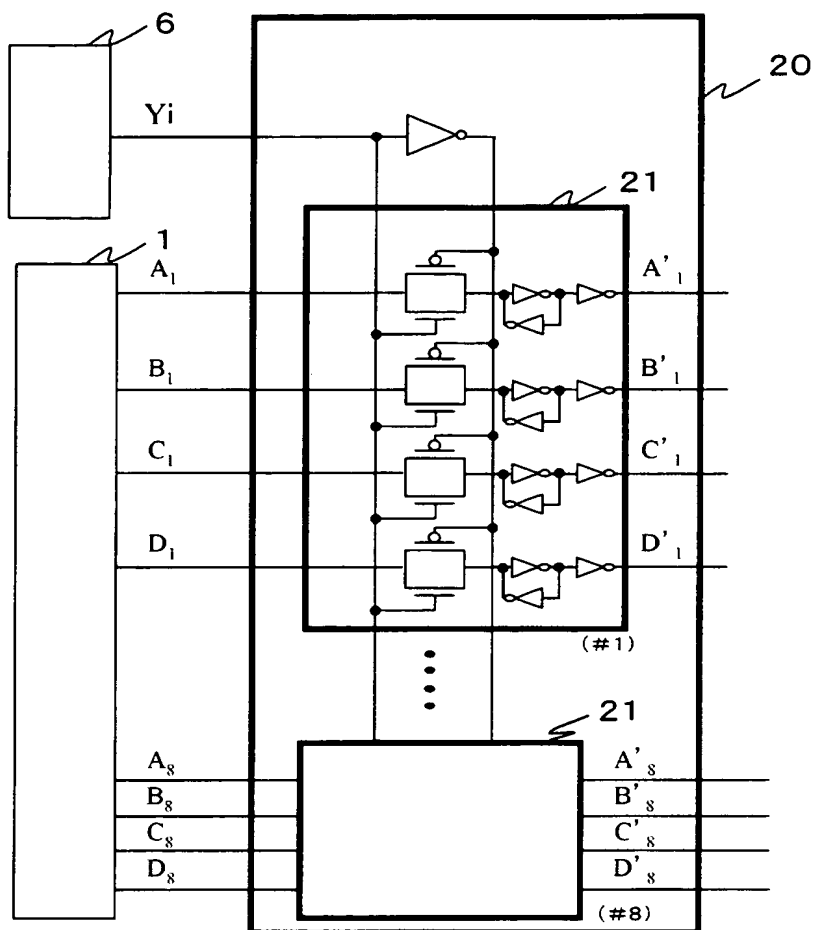 6
20
Yi
21
1
A₁ A'₁
B₁ B'₁
C₁ C'₁
D₁ D'₁
(#1)
21
A₈ A'₈
B₈ B'₈
C₈ C'₈
D₈ D'₈
(#8)